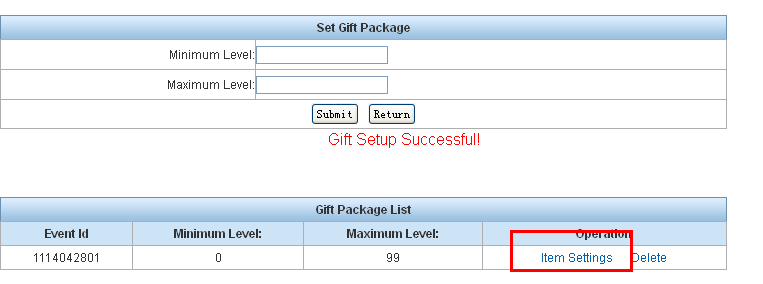 Set Gift Package
Minimum Level:
Maximum Level:
Submit Return
Gift Setup Successful!
Gift Package List
Event Id Minimum Level: Maximum Level: Operation
1114042801 0 99 Item Settings Delete